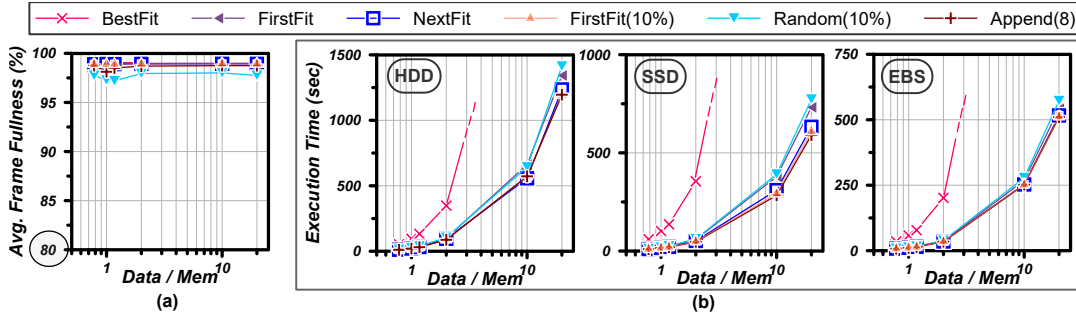 BestFit FirstFit NextFit FirstFit(10%) Random(10%) Append(8)
Avg. Frame Fullness (%)
100
95
90
85
80
1 10
Data / Mem
(a)
Execution Time (sec)
HDD
1500
1000
500
0
1 10
Data / Mem
SSD
1000
500
0
1 10
Data / Mem
EBS
750
500
250
0
1 10
Data / Mem
(b)